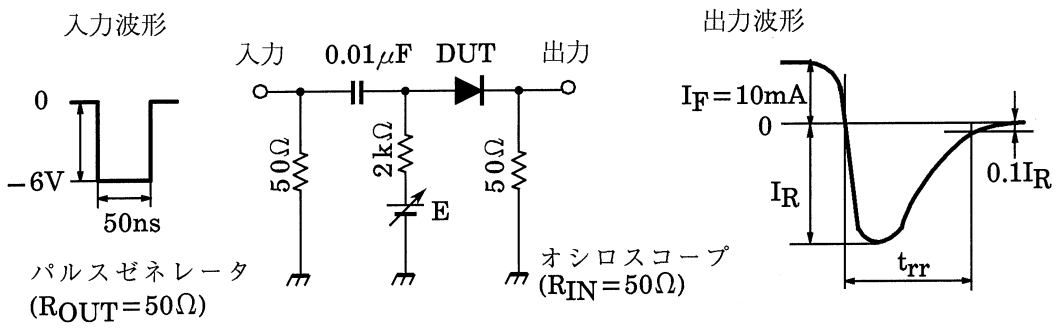 入力波形
0
−6V
50ns
パルスゼネレータ
(ROUT=50Ω)
入力
0.01μF
DUT
出力
50Ω
2kΩ
E
50Ω
オシロスコープ
(RIN=50Ω)
出力波形
IF=10mA
0
IR
0.1IR
trr